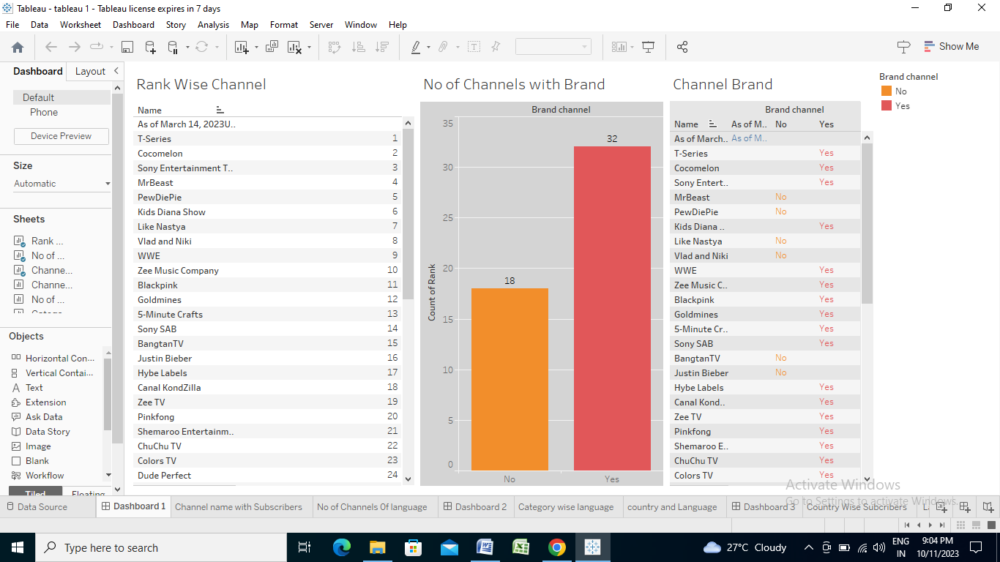 Tableau - tableau 1 - Tableau license expires in 7 days
File Data Worksheet Dashboard Story Analysis Map Format Server Window Help
Show Me
Dashboard Layout
Default
Phone
Device Preview
Size
Automatic
Sheets
Rank ...
No of ...
Channe...
Channe...
No of ...
Objects
Horizontal Con...
Vertical Contai...
Text
Extension
Ask Data
Data Story
Image
Blank
Workflow
Tiled Floating
Rank Wise Channel
Name
As of March 14, 2023U..
T-Series 1
Cocomelon 2
Sony Entertainment T.. 3
MrBeast 4
PewDiePie 5
Kids Diana Show 6
Like Nastya 7
Vlad and Niki 8
WWE 9
Zee Music Company 10
Blackpink 11
Goldmines 12
5-Minute Crafts 13
Sony SAB 14
BangtanTV 15
Justin Bieber 16
Hybe Labels 17
Canal KondZilla 18
Zee TV 19
Pinkfong 20
Shemaroo Entertainm.. 21
ChuChu TV 22
Colors TV 23
Dude Perfect 24
No of Channels with Brand
Brand channel
Count of Rank
35
30
25
20
15
10
5
0
18
32
No Yes
Channel Brand
Brand channel
Name As of M.. No Yes
As of March.. As of M..
T-Series Yes
Cocomelon Yes
Sony Entert.. Yes
MrBeast No
PewDiePie No
Kids Diana .. Yes
Like Nastya No
Vlad and Niki No
WWE Yes
Zee Music C.. Yes
Blackpink Yes
Goldmines Yes
5-Minute Cr.. Yes
Sony SAB Yes
BangtanTV No
Justin Bieber No
Hybe Labels Yes
Canal Kond.. Yes
Zee TV Yes
Pinkfong Yes
Shemaroo E.. Yes
ChuChu TV Yes
Colors TV Yes
Brand channel
No
Yes
Activate Windows
Go to Settings to activate Windows.
Data Source Dashboard 1 Channel name with Subscribers No of Channels Of language Dashboard 2 Category wise language country and Language Dashboard 3 Country Wise Subcribers
Type here to search
27°C Cloudy
ENG
IN
9:04 PM
10/11/2023